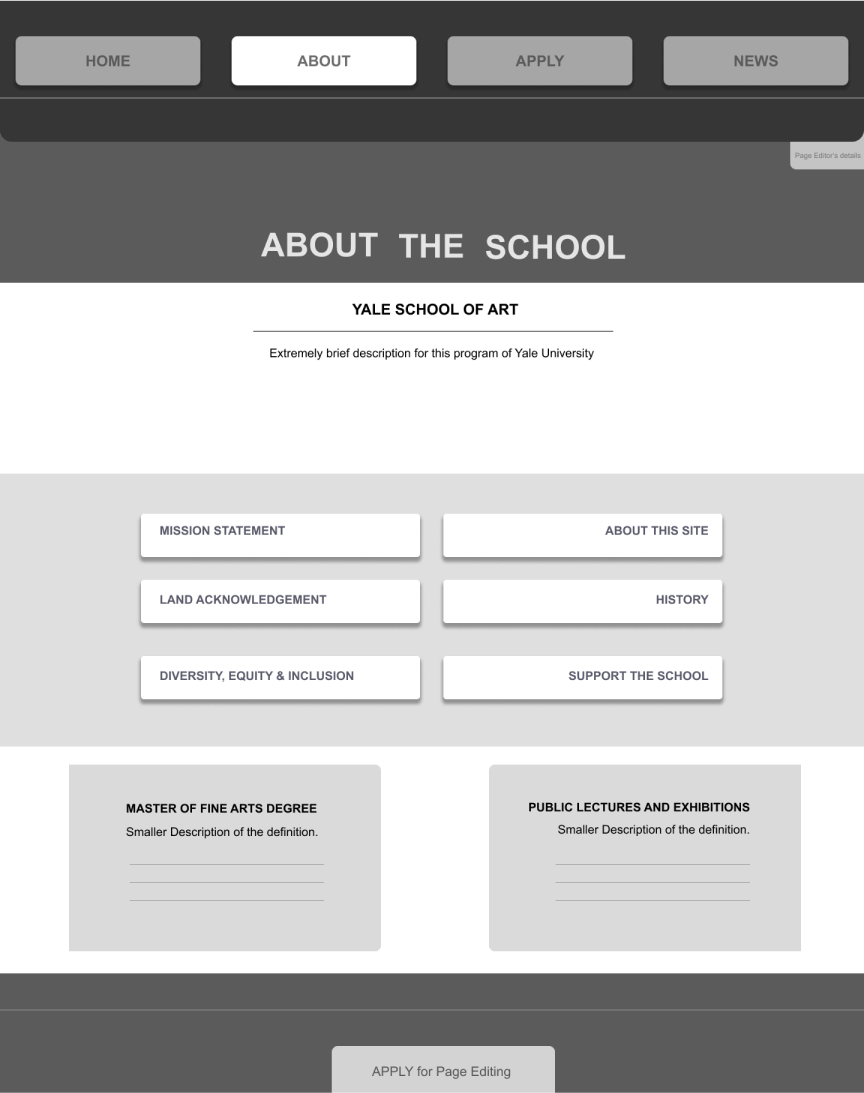 HOME
ABOUT
APPLY
NEWS
Page Editor's details
ABOUT THE SCHOOL
YALE SCHOOL OF ART
Extremely brief description for this program of Yale University
MISSION STATEMENT
ABOUT THIS SITE
LAND ACKNOWLEDGEMENT
HISTORY
DIVERSITY, EQUITY & INCLUSION
SUPPORT THE SCHOOL
MASTER OF FINE ARTS DEGREE
Smaller Description of the definition.
PUBLIC LECTURES AND EXHIBITIONS
Smaller Description of the definition.
APPLY for Page Editing